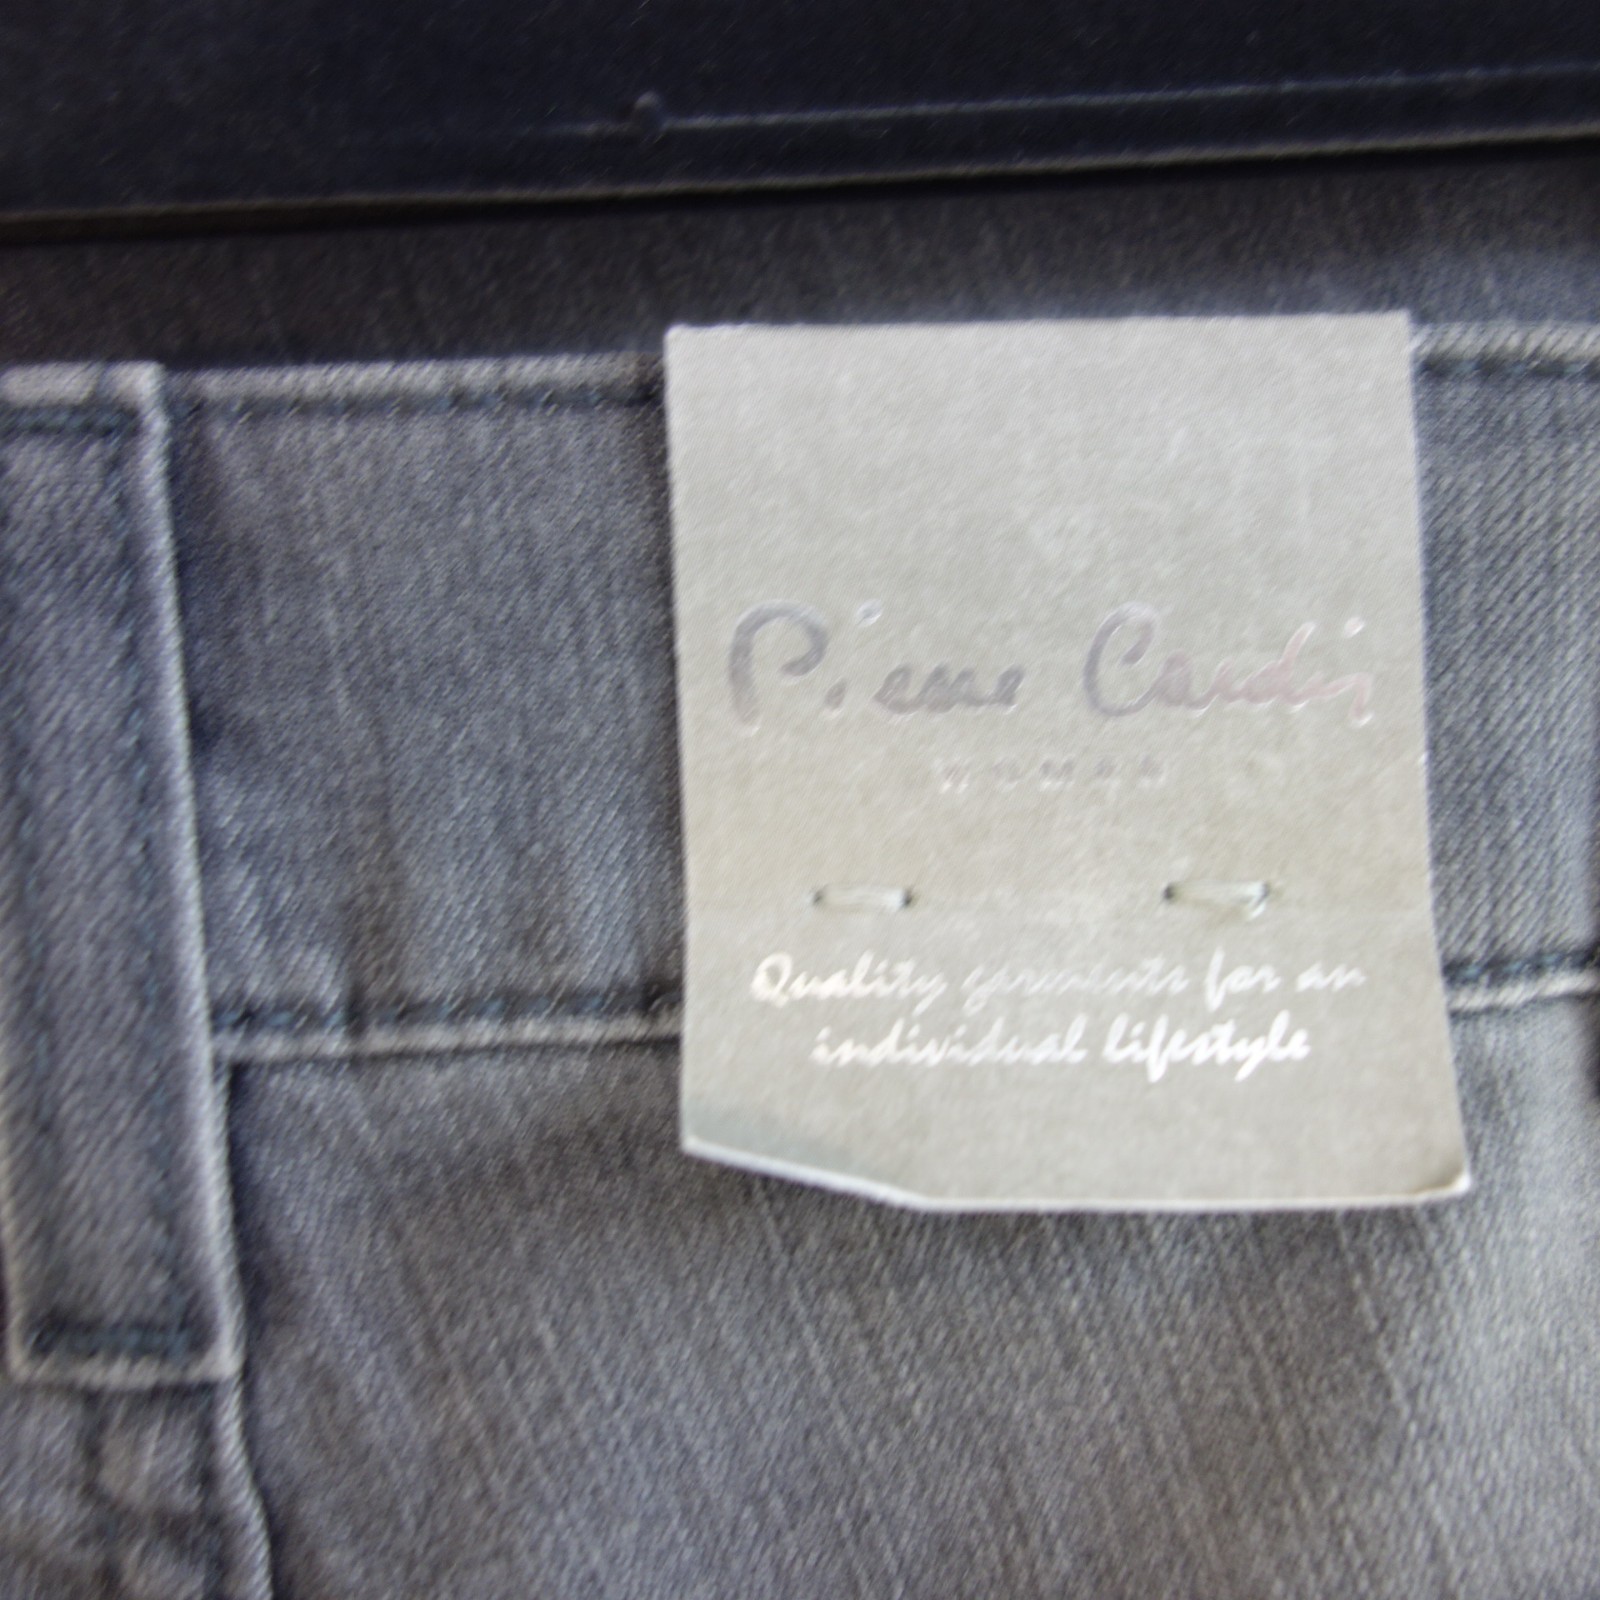 Pierre Cardin
WOMAN
Quality garments for an
individual lifestyle